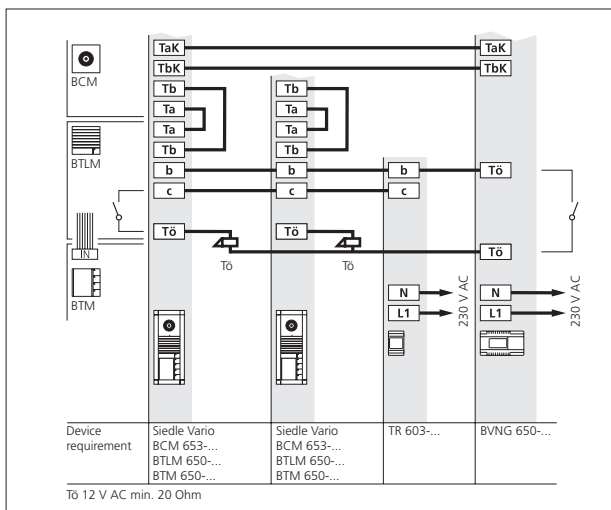 TaK TaK
BCM TbK TbK
Tb Tb
Ta Ta
Ta Ta
BTLM Tb Tb
b b b Tö
c c c
Tö Tö
IN Tö Tö Tö
BTM N N
L1 L1
230 V AC 230 V AC
Device requirement
Siedle Vario
BCM 653-...
BTLM 650-...
BTM 650-...
Siedle Vario
BCM 653-...
BTLM 650-...
BTM 650-...
TR 603-...
BVNG 650-...
Tö 12 V AC min. 20 Ohm